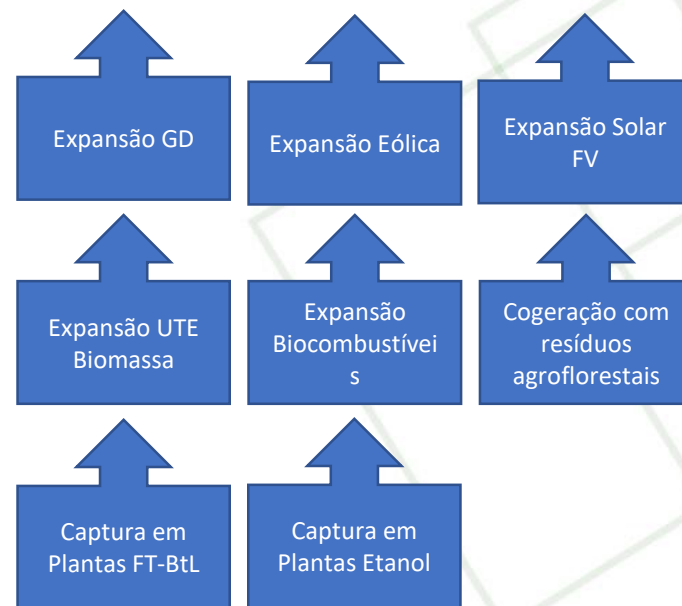 Expansão GD
Expansão Eólica
Expansão Solar
FV
Expansão UTE
Biomassa
Expansão
Biocombustívei
s
Cogeração com
resíduos
agroflorestais
Captura em
Plantas FT-BtL
Captura em
Plantas Etanol